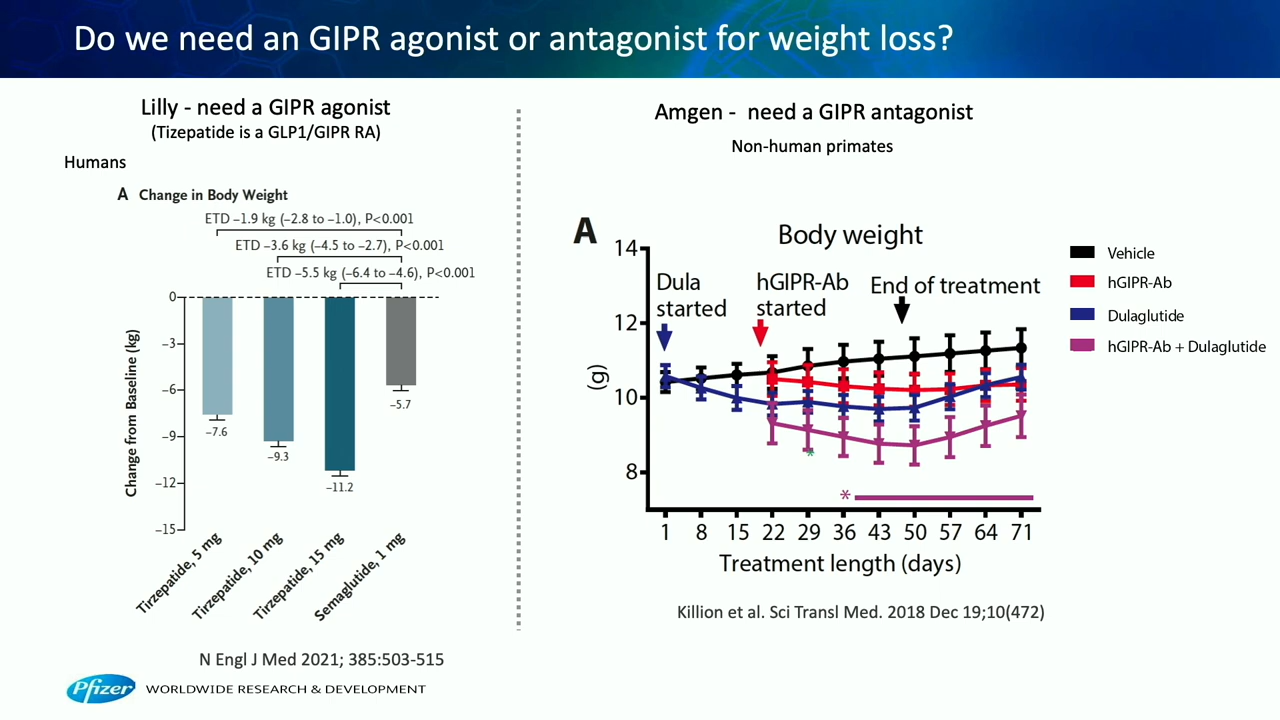 Do we need an GIPR agonist or antagonist for weight loss?
Lilly - need a GIPR agonist
(Tizepatide is a GLP1/GIPR RA)
Humans
A Change in Body Weight
ETD −1.9 kg (−2.8 to −1.0), P<0.001
ETD −3.6 kg (−4.5 to −2.7), P<0.001
ETD −5.5 kg (−6.4 to −4.6), P<0.001
Change from Baseline (kg)
0
−3
−6
−9
−12
−15
−7.6
−9.3
−11.2
−5.7
Tirzepatide, 5 mg
Tirzepatide, 10 mg
Tirzepatide, 15 mg
Semaglutide, 1 mg
N Engl J Med 2021; 385:503-515
Amgen - need a GIPR antagonist
Non-human primates
A
Body weight
(g)
14
12
10
8
Dula
started
hGIPR-Ab
started
End of treatment
*
*
1 8 15 22 29 36 43 50 57 64 71
Treatment length (days)
Vehicle
hGIPR-Ab
Dulaglutide
hGIPR-Ab + Dulaglutide
Killion et al. Sci Transl Med. 2018 Dec 19;10(472)
Pfizer WORLDWIDE RESEARCH & DEVELOPMENT